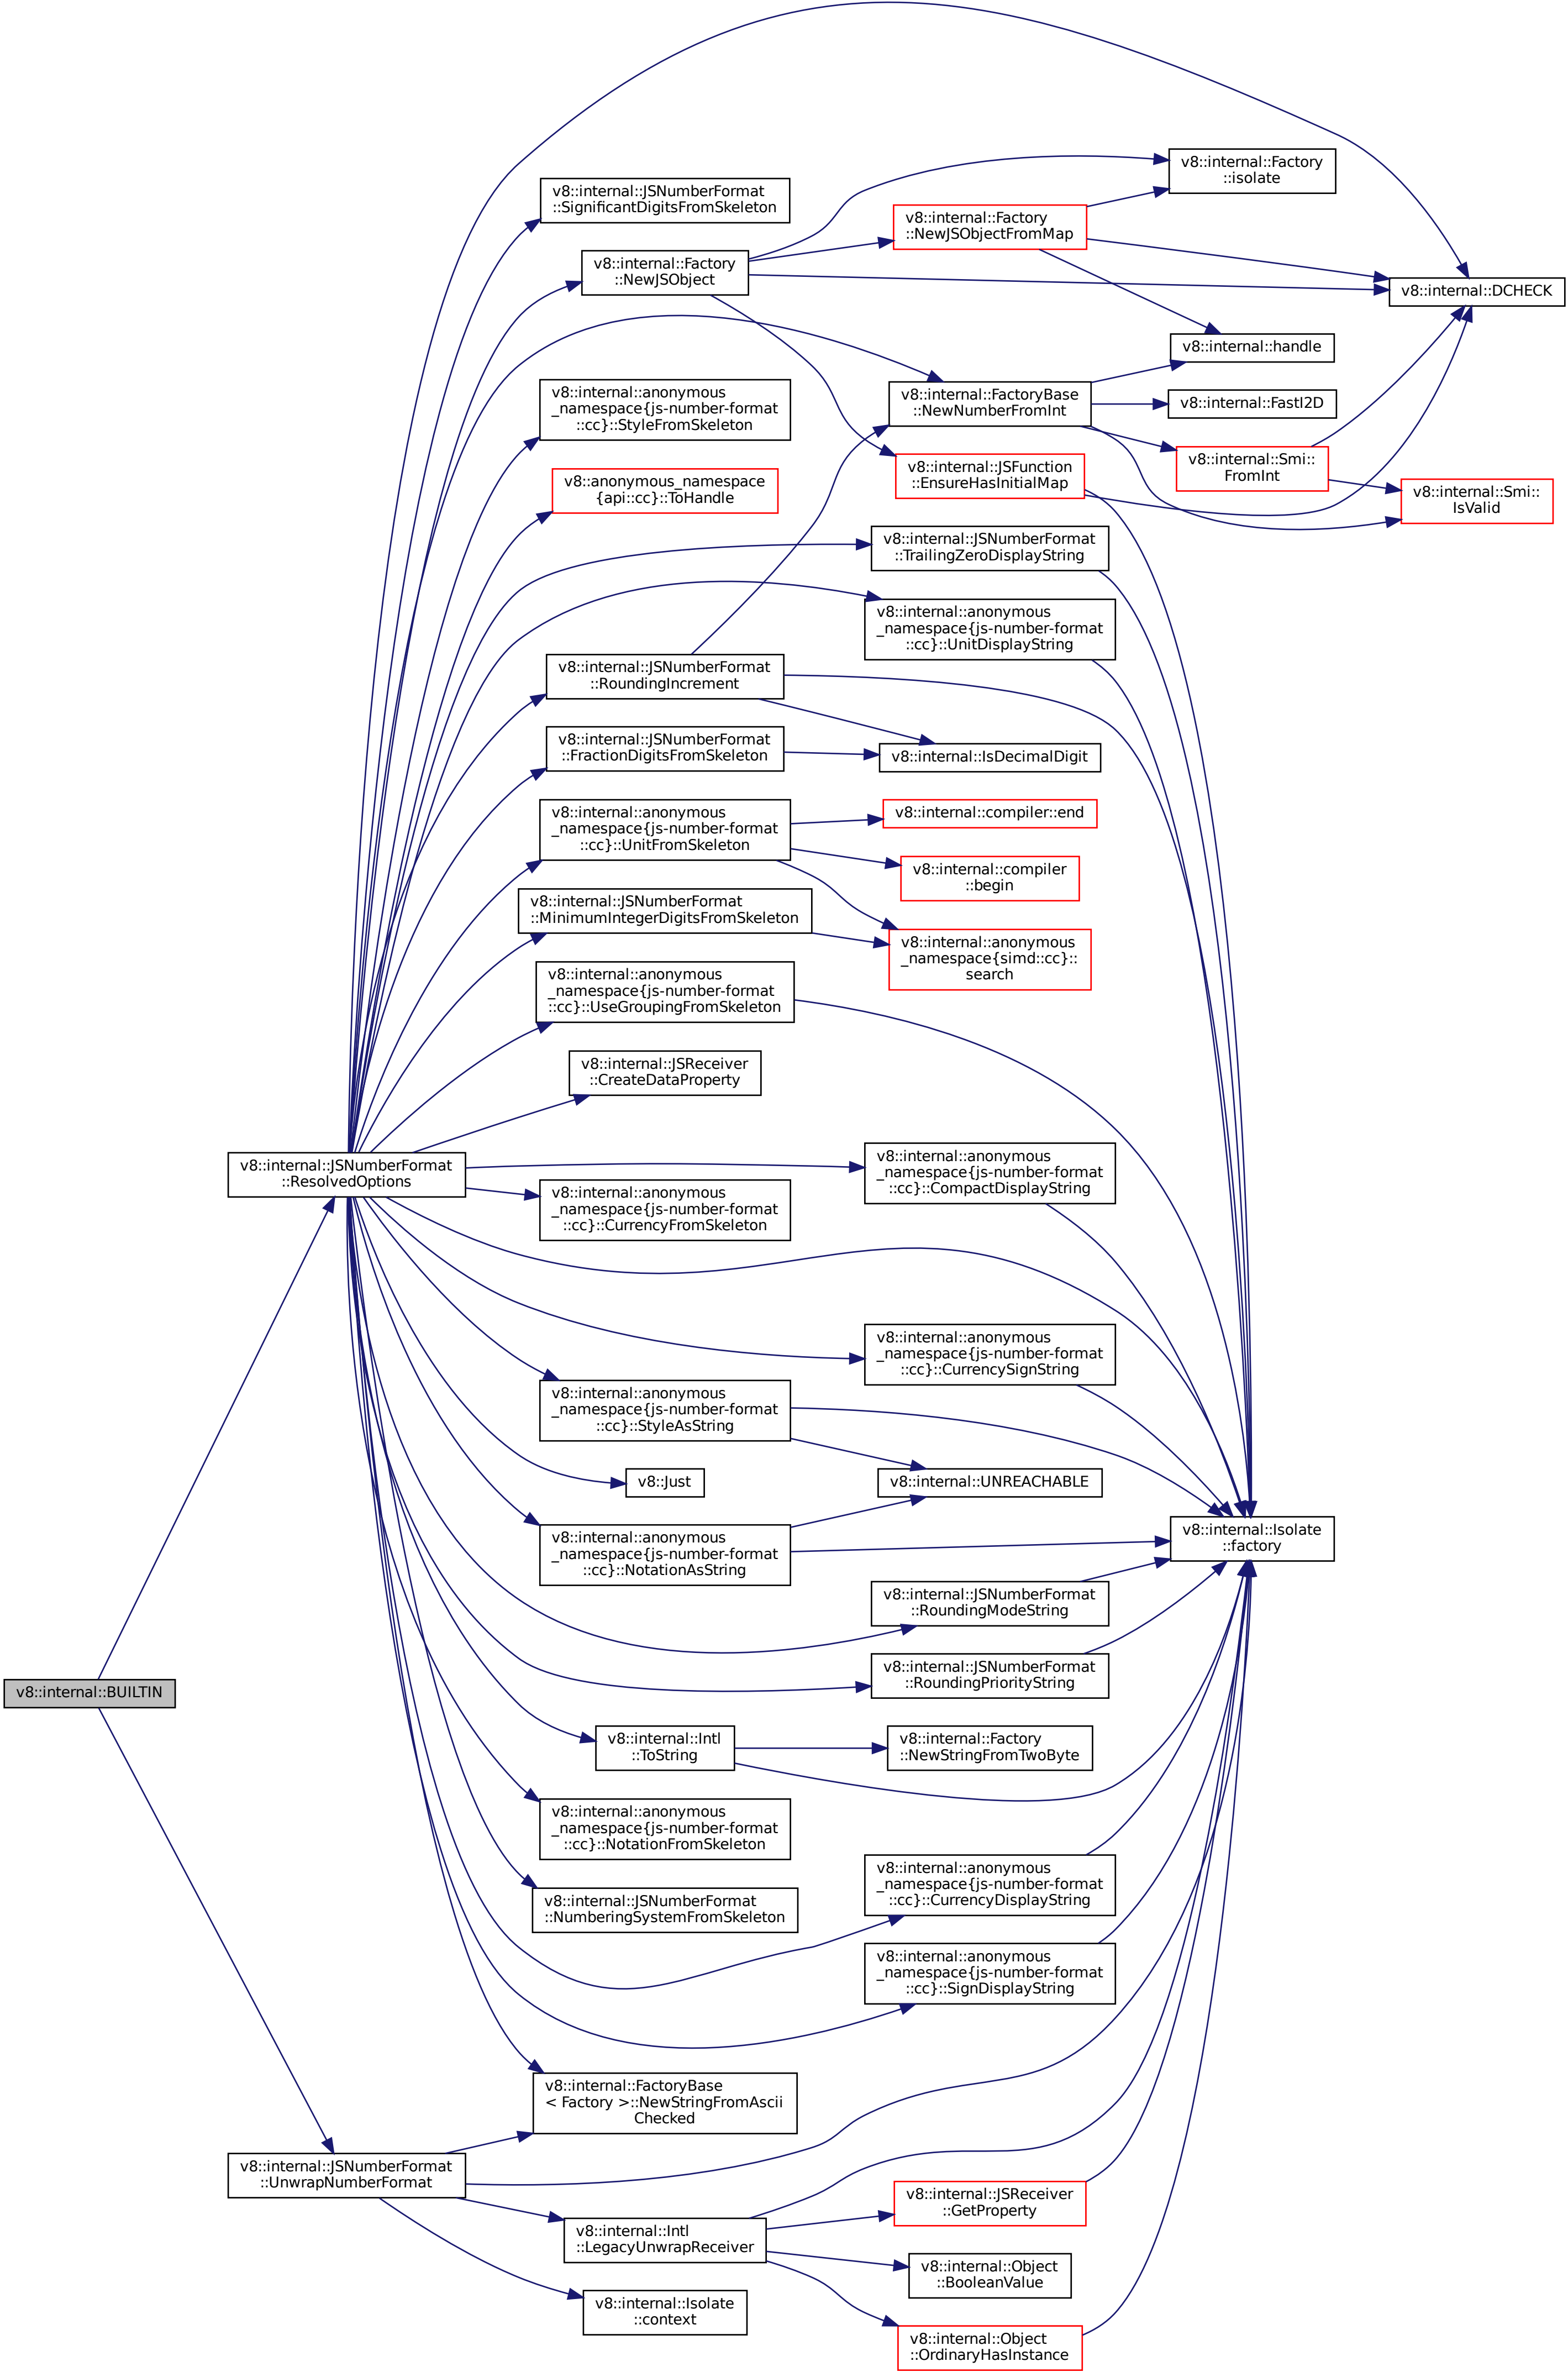 v8::internal::Factory
::isolate
v8::internal::JSNumberFormat
::SignificantDigitsFromSkeleton
v8::internal::Factory
::NewJSObjectFromMap
v8::internal::Factory
::NewJSObject
v8::internal::DCHECK
v8::internal::handle
v8::internal::anonymous
_namespace{js-number-format
::cc}::StyleFromSkeleton
v8::internal::FactoryBase
::NewNumberFromInt
v8::internal::FastI2D
v8::anonymous_namespace
{api::cc}::ToHandle
v8::internal::JSFunction
::EnsureHasInitialMap
v8::internal::Smi::
FromInt
v8::internal::Smi::
IsValid
v8::internal::JSNumberFormat
::TrailingZeroDisplayString
v8::internal::anonymous
_namespace{js-number-format
::cc}::UnitDisplayString
v8::internal::JSNumberFormat
::RoundingIncrement
v8::internal::JSNumberFormat
::FractionDigitsFromSkeleton
v8::internal::IsDecimalDigit
v8::internal::anonymous
_namespace{js-number-format
::cc}::UnitFromSkeleton
v8::internal::compiler::end
v8::internal::compiler
::begin
v8::internal::JSNumberFormat
::MinimumIntegerDigitsFromSkeleton
v8::internal::anonymous
_namespace{simd::cc}::
search
v8::internal::anonymous
_namespace{js-number-format
::cc}::UseGroupingFromSkeleton
v8::internal::JSReceiver
::CreateDataProperty
v8::internal::JSNumberFormat
::ResolvedOptions
v8::internal::anonymous
_namespace{js-number-format
::cc}::CompactDisplayString
v8::internal::anonymous
_namespace{js-number-format
::cc}::CurrencyFromSkeleton
v8::internal::anonymous
_namespace{js-number-format
::cc}::CurrencySignString
v8::internal::anonymous
_namespace{js-number-format
::cc}::StyleAsString
v8::Just
v8::internal::UNREACHABLE
v8::internal::anonymous
_namespace{js-number-format
::cc}::NotationAsString
v8::internal::Isolate
::factory
v8::internal::JSNumberFormat
::RoundingModeString
v8::internal::JSNumberFormat
::RoundingPriorityString
v8::internal::BUILTIN
v8::internal::Intl
::ToString
v8::internal::Factory
::NewStringFromTwoByte
v8::internal::anonymous
_namespace{js-number-format
::cc}::NotationFromSkeleton
v8::internal::anonymous
_namespace{js-number-format
::cc}::CurrencyDisplayString
v8::internal::JSNumberFormat
::NumberingSystemFromSkeleton
v8::internal::anonymous
_namespace{js-number-format
::cc}::SignDisplayString
v8::internal::FactoryBase
< Factory >::NewStringFromAscii
Checked
v8::internal::JSNumberFormat
::UnwrapNumberFormat
v8::internal::JSReceiver
::GetProperty
v8::internal::Intl
::LegacyUnwrapReceiver
v8::internal::Object
::BooleanValue
v8::internal::Isolate
::context
v8::internal::Object
::OrdinaryHasInstance